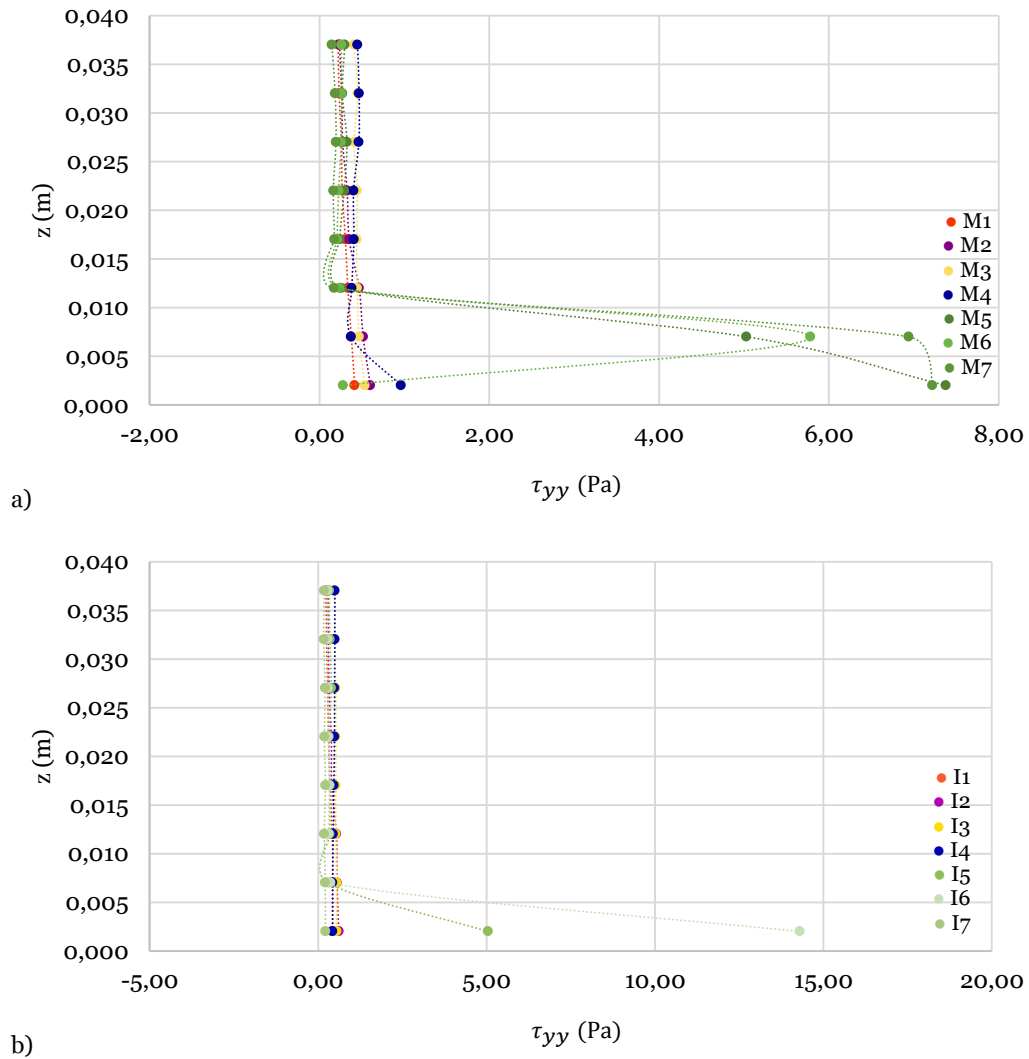 0,040
0,035
0,030
0,025
0,020
0,015
0,010
0,005
0,000
z (m)
M1
M2
M3
M4
M5
M6
M7
-2,00 0,00 2,00 4,00 6,00 8,00
τyy (Pa)
a)
0,040
0,035
0,030
0,025
0,020
0,015
0,010
0,005
0,000
z (m)
I1
I2
I3
I4
I5
I6
I7
-5,00 0,00 5,00 10,00 15,00 20,00
τyy (Pa)
b)